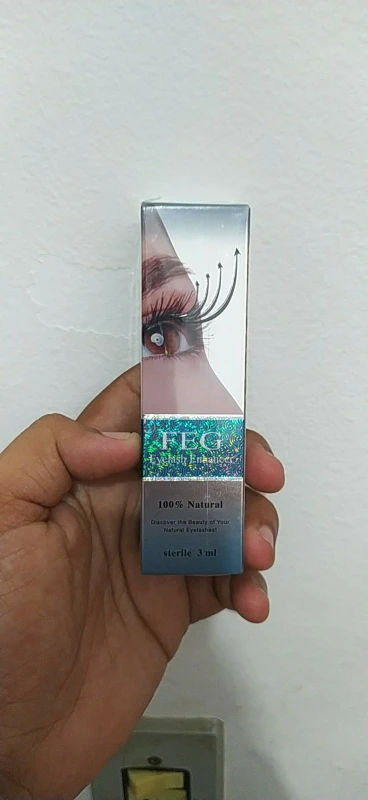 FEG
Eyelash Enhancer
100% Natural
Discover the Beauty of Your
Natural Eyelashes!
sterile 3 ml